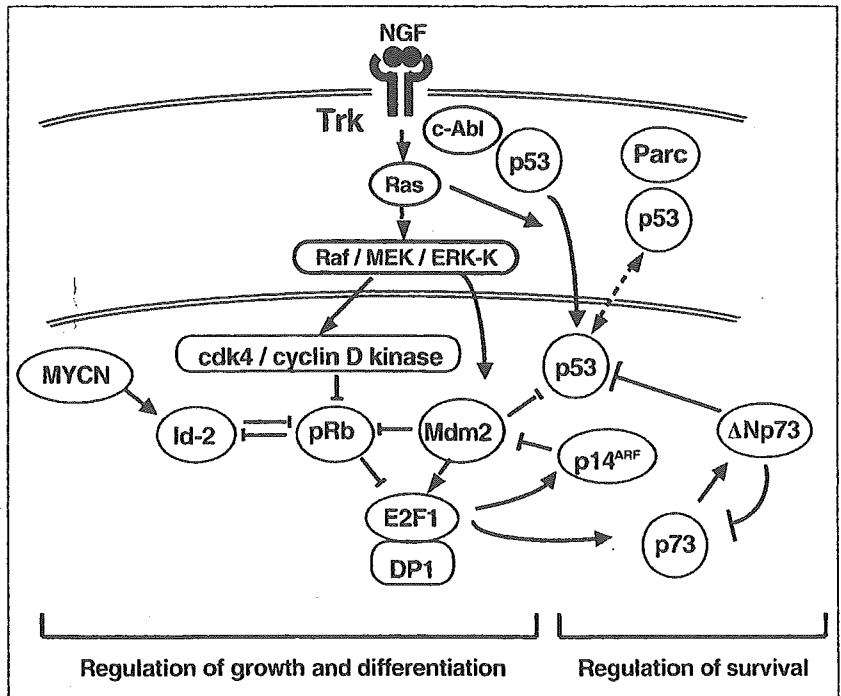 NGF
Trk
c-Abl
p53
Parc
p53
Ras
Raf / MEK / ERK-K
cdk4 / cyclin D kinase
p53
MYCN
Id-2
pRb
Mdm2
p14ARF
ΔNp73
E2F1
p73
DP1
Regulation of growth and differentiation
Regulation of survival